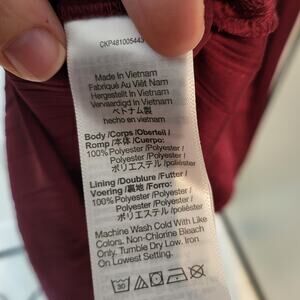 CKP481005443
Made In Vietnam
Fabriqué Au Viêt Nam
Hergestellt In Vietnam
Vervaardigd In Vietnam
ベトナム製
hecho en vietnam
Body /Corps /Oberteil /
Romp /本体 /Cuerpo:
100% Polyester /Polyester /
Polyester /Polyester /
ポリエステル /poliéster
Lining /Doublure /Futter /
Voering /裏地 /Forro:
100% Polyester /Polyester /
Polyester /Polyester /
ポリエステル /poliéster
Machine Wash Cold With Like
Colors. Non-Chlorine Bleach
Only. Tumble Dry Low. Iron
On Lowest Setting.
30